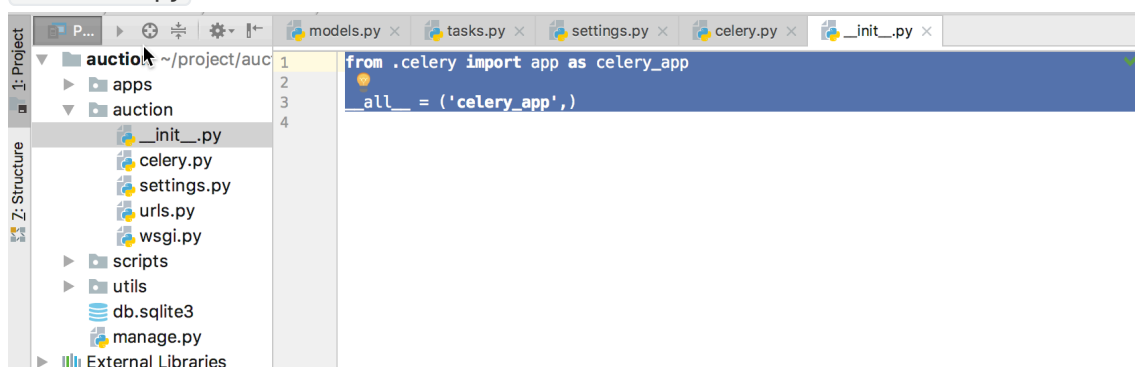 .py
P...
models.py
tasks.py
settings.py
celery.py
__init__.py
1: Project
Z: Structure
auction ~/project/auc
apps
auction
__init__.py
celery.py
settings.py
urls.py
wsgi.py
scripts
utils
db.sqlite3
manage.py
External Libraries
1 from .celery import app as celery_app
2
3 __all__ = ('celery_app',)
4